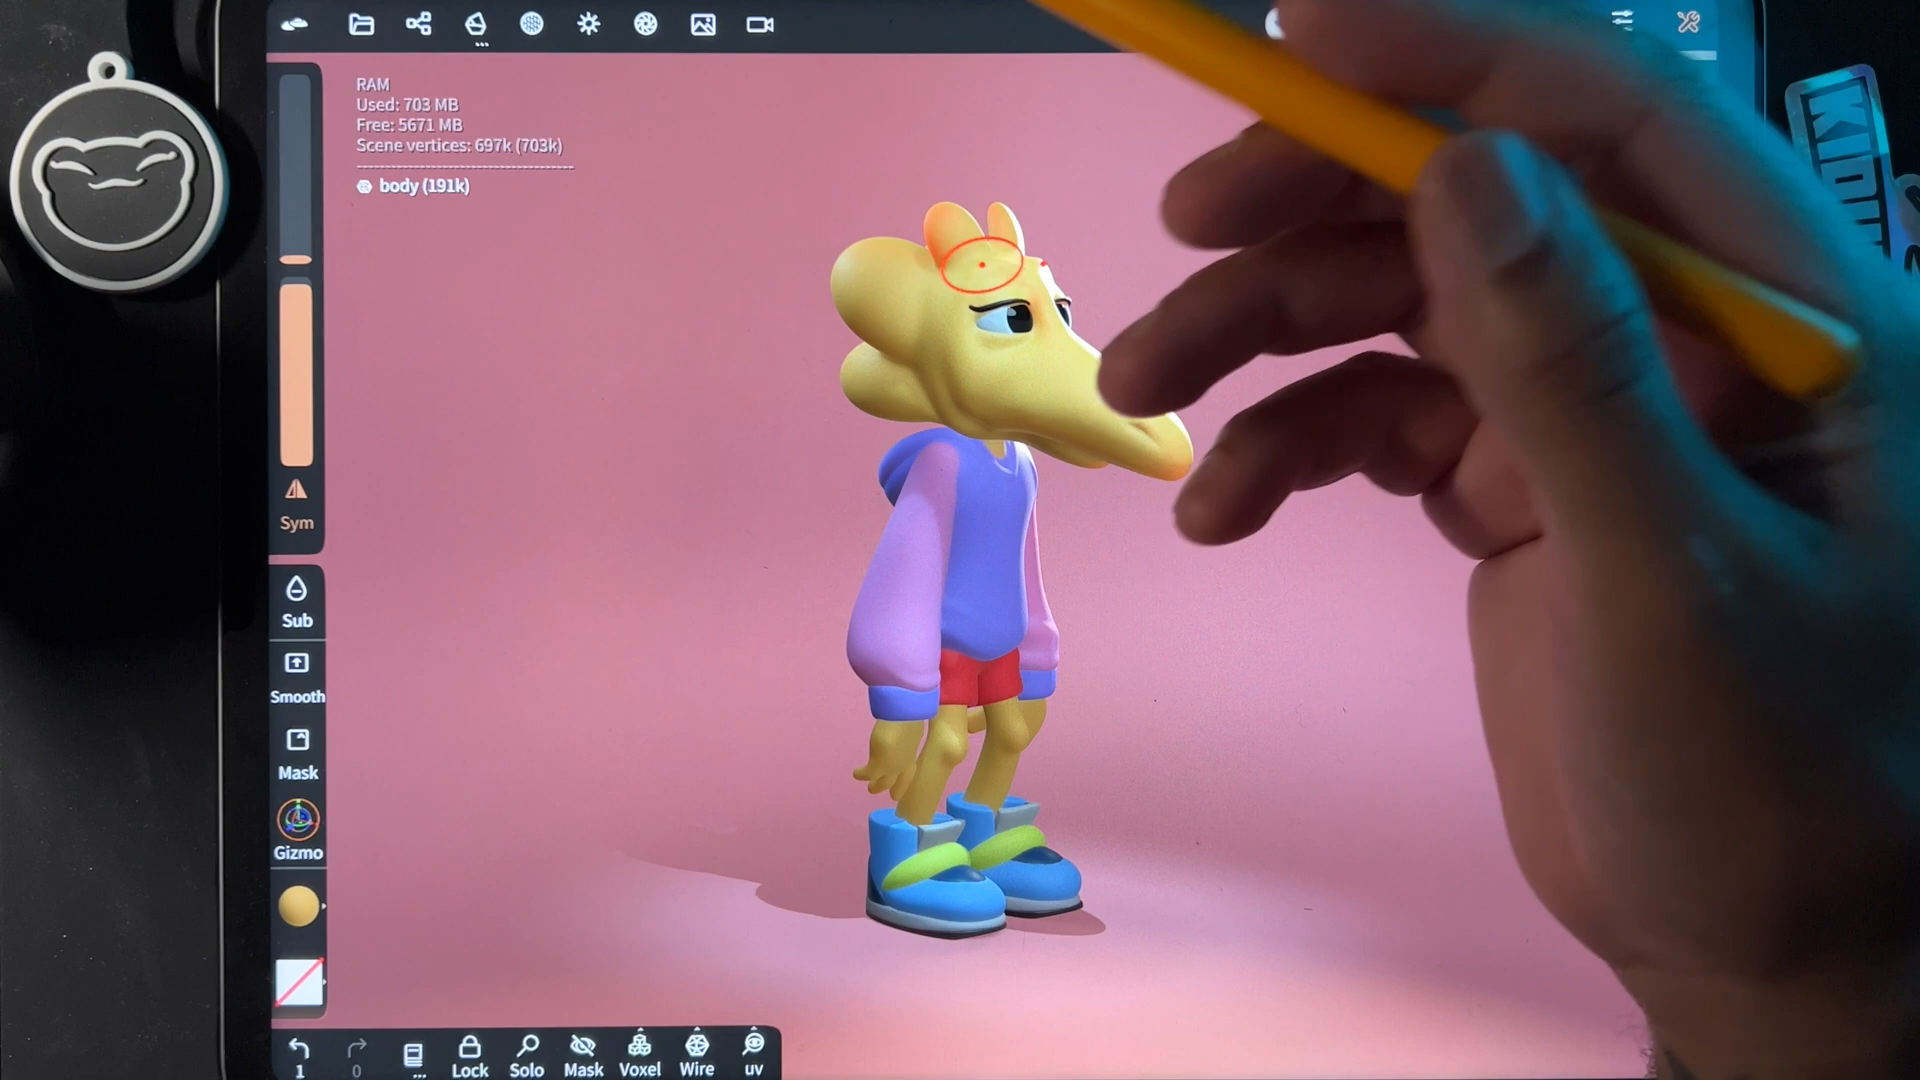 RAM
Used: 703 MB
Free: 5671 MB
Scene vertices: 697k (703k)
body (191k)
Sym
Sub
Smooth
Mask
Gizmo
1
0
...
Lock
Solo
Mask
Voxel
Wire
uv